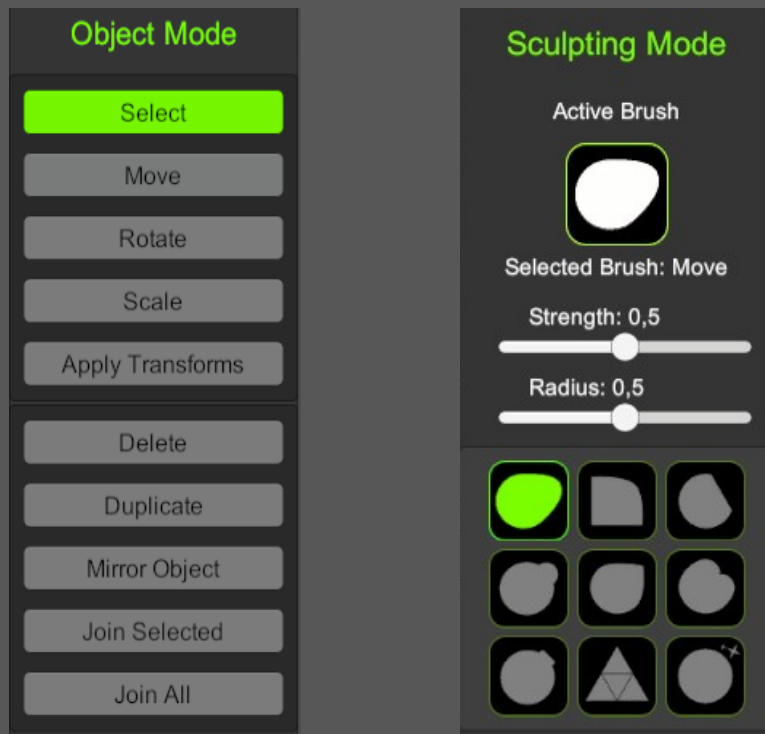 Object Mode
Select
Move
Rotate
Scale
Apply Transforms
Delete
Duplicate
Mirror Object
Join Selected
Join All
Sculpting Mode
Active Brush
Selected Brush: Move
Strength: 0,5
Radius: 0,5